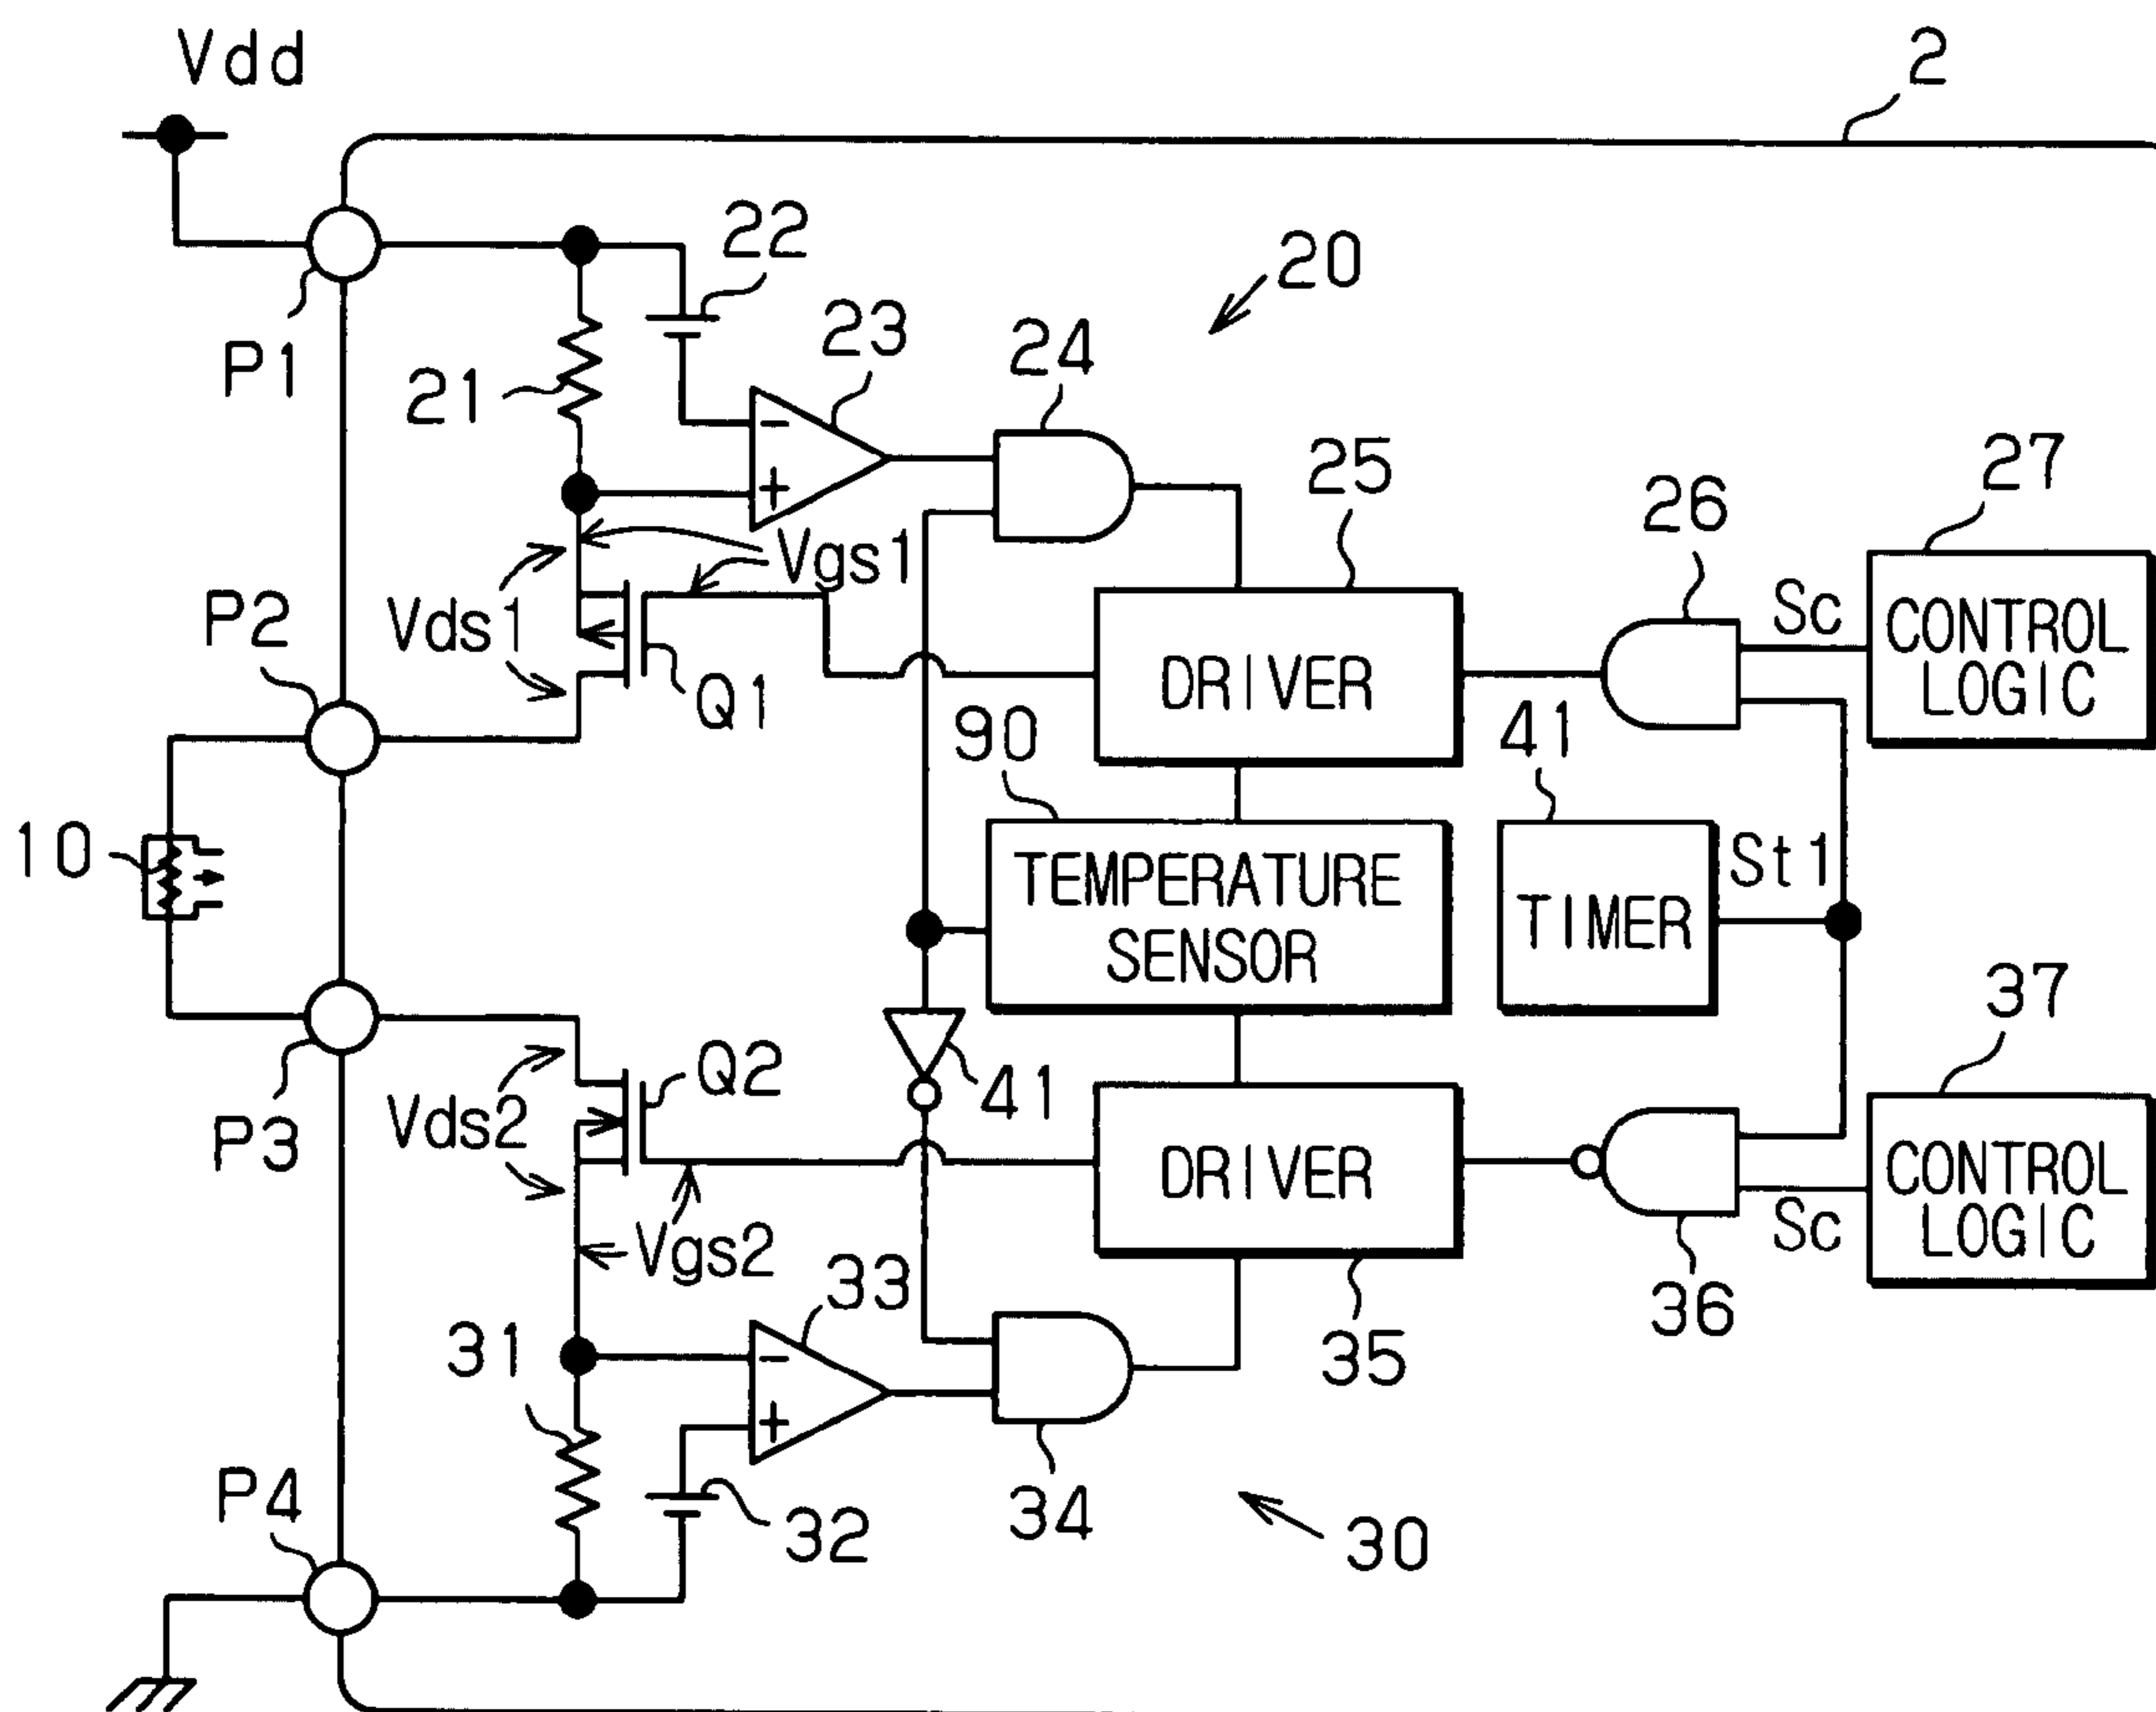 Vdd
2
22
20
P1
23
24
21
-
+
25
27
26
Vgs1
Sc
CONTROL
LOGIC
P2
Vds1
DRIVER
Q1
90
41
10
TEMPERATURE
SENSOR
St1
TIMER
37
Q2
41
Vds2
P3
Sc
CONTROL
LOGIC
DRIVER
Vgs2
33
36
31
-
+
35
P4
32
34
30